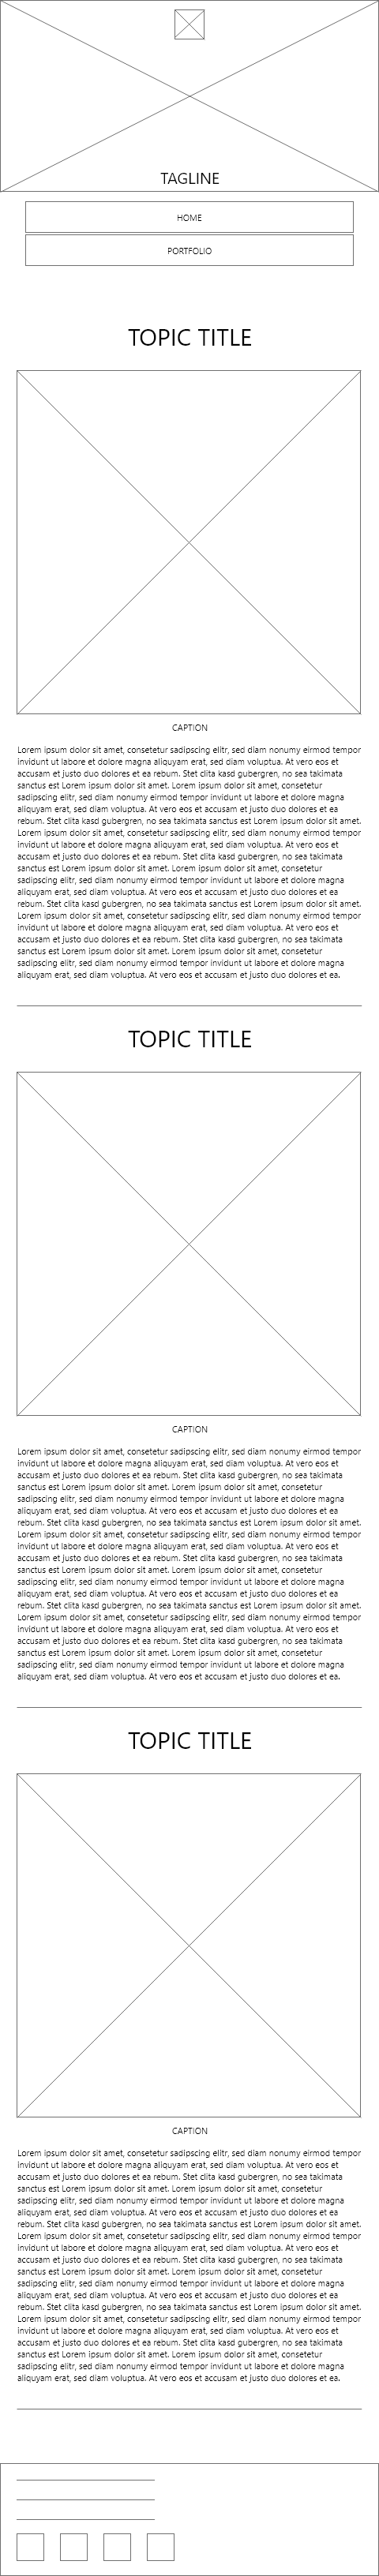 TAGLINE
HOME
PORTFOLIO
TOPIC TITLE
CAPTION
Lorem ipsum dolor sit amet, consetetur sadipscing elitr, sed diam nonumy eirmod tempor
invidunt ut labore et dolore magna aliquyam erat, sed diam voluptua. At vero eos et
accusam et justo duo dolores et ea rebum. Stet clita kasd gubergren, no sea takimata
sanctus est Lorem ipsum dolor sit amet. Lorem ipsum dolor sit amet, consetetur
sadipscing elitr, sed diam nonumy eirmod tempor invidunt ut labore et dolore magna
aliquyam erat, sed diam voluptua. At vero eos et accusam et justo duo dolores et ea
rebum. Stet clita kasd gubergren, no sea takimata sanctus est Lorem ipsum dolor sit amet.
Lorem ipsum dolor sit amet, consetetur sadipscing elitr, sed diam nonumy eirmod tempor
invidunt ut labore et dolore magna aliquyam erat, sed diam voluptua. At vero eos et
accusam et justo duo dolores et ea rebum. Stet clita kasd gubergren, no sea takimata
sanctus est Lorem ipsum dolor sit amet. Lorem ipsum dolor sit amet, consetetur
sadipscing elitr, sed diam nonumy eirmod tempor invidunt ut labore et dolore magna
aliquyam erat, sed diam voluptua. At vero eos et accusam et justo duo dolores et ea
rebum. Stet clita kasd gubergren, no sea takimata sanctus est Lorem ipsum dolor sit amet.
Lorem ipsum dolor sit amet, consetetur sadipscing elitr, sed diam nonumy eirmod tempor
invidunt ut labore et dolore magna aliquyam erat, sed diam voluptua. At vero eos et
accusam et justo duo dolores et ea rebum. Stet clita kasd gubergren, no sea takimata
sanctus est Lorem ipsum dolor sit amet. Lorem ipsum dolor sit amet, consetetur
sadipscing elitr, sed diam nonumy eirmod tempor invidunt ut labore et dolore magna
aliquyam erat, sed diam voluptua. At vero eos et accusam et justo duo dolores et ea.
TOPIC TITLE
CAPTION
Lorem ipsum dolor sit amet, consetetur sadipscing elitr, sed diam nonumy eirmod tempor
invidunt ut labore et dolore magna aliquyam erat, sed diam voluptua. At vero eos et
accusam et justo duo dolores et ea rebum. Stet clita kasd gubergren, no sea takimata
sanctus est Lorem ipsum dolor sit amet. Lorem ipsum dolor sit amet, consetetur
sadipscing elitr, sed diam nonumy eirmod tempor invidunt ut labore et dolore magna
aliquyam erat, sed diam voluptua. At vero eos et accusam et justo duo dolores et ea
rebum. Stet clita kasd gubergren, no sea takimata sanctus est Lorem ipsum dolor sit amet.
Lorem ipsum dolor sit amet, consetetur sadipscing elitr, sed diam nonumy eirmod tempor
invidunt ut labore et dolore magna aliquyam erat, sed diam voluptua. At vero eos et
accusam et justo duo dolores et ea rebum. Stet clita kasd gubergren, no sea takimata
sanctus est Lorem ipsum dolor sit amet. Lorem ipsum dolor sit amet, consetetur
sadipscing elitr, sed diam nonumy eirmod tempor invidunt ut labore et dolore magna
aliquyam erat, sed diam voluptua. At vero eos et accusam et justo duo dolores et ea
rebum. Stet clita kasd gubergren, no sea takimata sanctus est Lorem ipsum dolor sit amet.
Lorem ipsum dolor sit amet, consetetur sadipscing elitr, sed diam nonumy eirmod tempor
invidunt ut labore et dolore magna aliquyam erat, sed diam voluptua. At vero eos et
accusam et justo duo dolores et ea rebum. Stet clita kasd gubergren, no sea takimata
sanctus est Lorem ipsum dolor sit amet. Lorem ipsum dolor sit amet, consetetur
sadipscing elitr, sed diam nonumy eirmod tempor invidunt ut labore et dolore magna
aliquyam erat, sed diam voluptua. At vero eos et accusam et justo duo dolores et ea.
TOPIC TITLE
CAPTION
Lorem ipsum dolor sit amet, consetetur sadipscing elitr, sed diam nonumy eirmod tempor
invidunt ut labore et dolore magna aliquyam erat, sed diam voluptua. At vero eos et
accusam et justo duo dolores et ea rebum. Stet clita kasd gubergren, no sea takimata
sanctus est Lorem ipsum dolor sit amet. Lorem ipsum dolor sit amet, consetetur
sadipscing elitr, sed diam nonumy eirmod tempor invidunt ut labore et dolore magna
aliquyam erat, sed diam voluptua. At vero eos et accusam et justo duo dolores et ea
rebum. Stet clita kasd gubergren, no sea takimata sanctus est Lorem ipsum dolor sit amet.
Lorem ipsum dolor sit amet, consetetur sadipscing elitr, sed diam nonumy eirmod tempor
invidunt ut labore et dolore magna aliquyam erat, sed diam voluptua. At vero eos et
accusam et justo duo dolores et ea rebum. Stet clita kasd gubergren, no sea takimata
sanctus est Lorem ipsum dolor sit amet. Lorem ipsum dolor sit amet, consetetur
sadipscing elitr, sed diam nonumy eirmod tempor invidunt ut labore et dolore magna
aliquyam erat, sed diam voluptua. At vero eos et accusam et justo duo dolores et ea
rebum. Stet clita kasd gubergren, no sea takimata sanctus est Lorem ipsum dolor sit amet.
Lorem ipsum dolor sit amet, consetetur sadipscing elitr, sed diam nonumy eirmod tempor
invidunt ut labore et dolore magna aliquyam erat, sed diam voluptua. At vero eos et
accusam et justo duo dolores et ea rebum. Stet clita kasd gubergren, no sea takimata
sanctus est Lorem ipsum dolor sit amet. Lorem ipsum dolor sit amet, consetetur
sadipscing elitr, sed diam nonumy eirmod tempor invidunt ut labore et dolore magna
aliquyam erat, sed diam voluptua. At vero eos et accusam et justo duo dolores et ea.